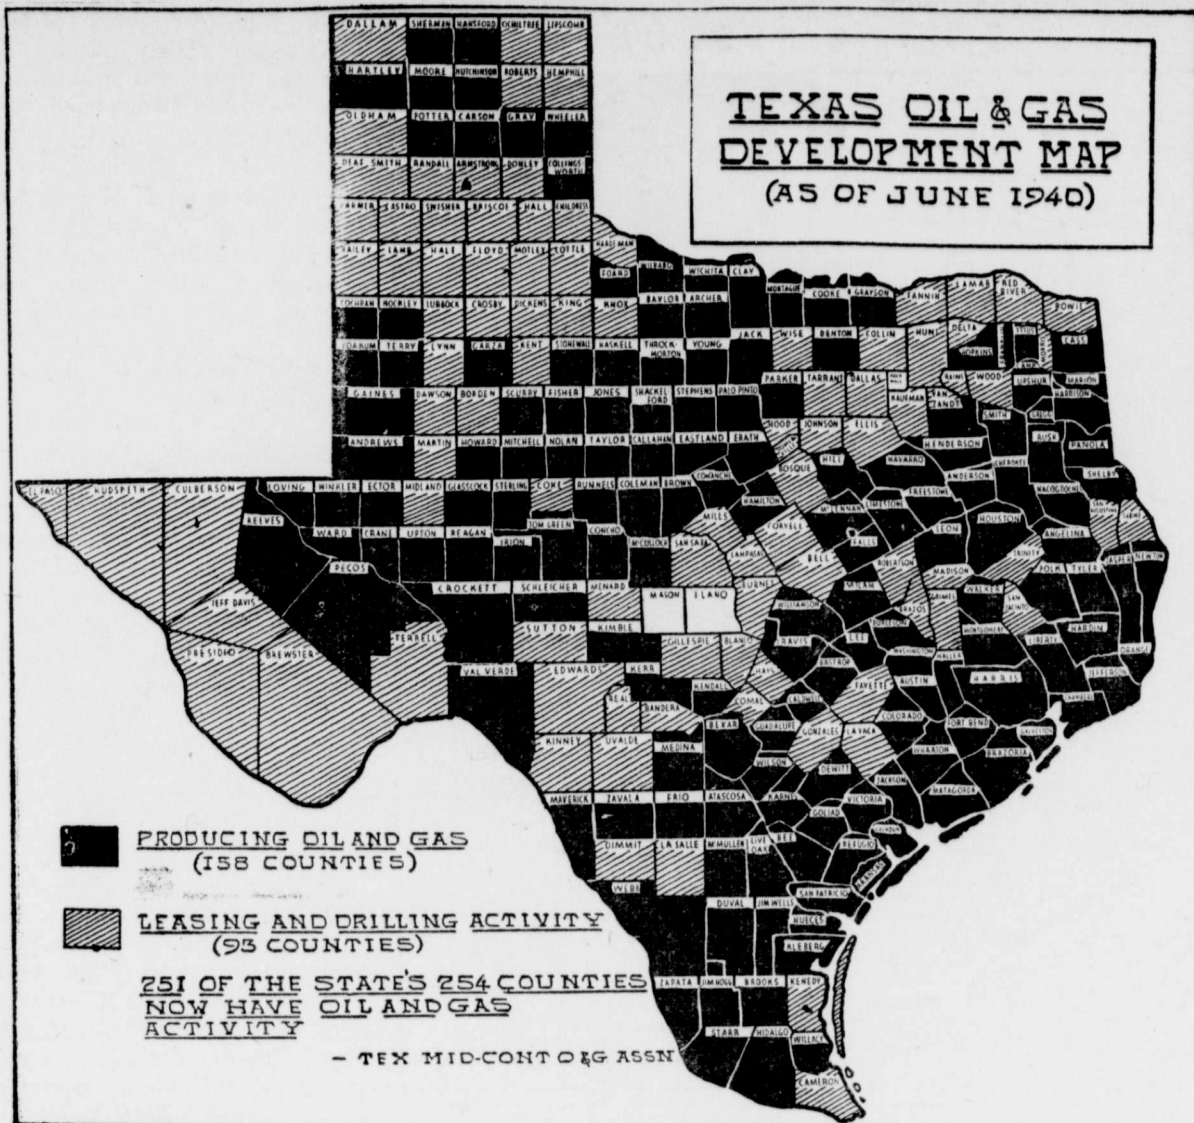 TEXAS OIL & GAS
DEVELOPMENT MAP
(AS OF JUNE 1940)
DALLAM SHERMAN HANSFORD OCHILTREE LIPSCOMB
HARTLEY MOORE HUTCHINSON ROBERTS HEMPHILL
OLDHAM POTTER CARSON GRAY WHEELER
DEAF SMITH RANDALL ARMSTRONG DONLEY COLLINGS-
WORTH
CASTRO SWISHER BRISCOE HALL CHILDRESS
LAMB HALE FLOYD MOTLEY COTTLE HARDEMAN
FOARD WICHITA CLAY
COCHRAN HOCKLEY LUBBOCK CROSBY DICKENS KING KNOX BAYLOR ARCHER MONTAGUE COOKE GRAYSON FANNIN LAMAR RED
RIVER BOWIE
YOAKUM TERRY LYNN GARZA KENT STONEWALL HASKELL THROCK-
MORTON YOUNG JACK WISE DENTON COLLIN HUNT DELTA
HOPKINS CASS
GAINES DAWSON BORDEN SCURRY FISHER JONES SHACKEL-
FORD STEPHENS PALO PINTO PARKER TARRANT DALLAS KAUFMAN RAINS WOOD UPSHUR MARION
VAN
ZANDT HARRISON
SMITH
ANDREWS MARTIN HOWARD MITCHELL NOLAN TAYLOR CALLAHAN EASTLAND ERATH HOOD JOHNSON ELLIS HENDERSON RUSK PANOLA
BOSQUE HILL NAVARRO ANDERSON CHEROKEE SHELBY
EL PASO HUDSPETH CULBERSON LOVING WINKLER ECTOR MIDLAND GLASSCOCK STERLING COKE RUNNELS COLEMAN BROWN COMANCHE HAMILTON FREESTONE
REEVES WARD CRANE UPTON REAGAN IRION TOM GREEN CONCHO McCULLOCH SAN SABA MILLS CORYELL McLENNAN LIMESTONE LEON HOUSTON ANGELINA
LAMPASAS BELL FALLS ROBERTSON MADISON TRINITY POLK TYLER JASPER NEWTON
PECOS CROCKETT SCHLEICHER MENARD MASON LLANO BURNET WILLIAMSON MILAM BRAZOS GRIMES WALKER SAN
JACINTO
JEFF DAVIS
TERRELL SUTTON KIMBLE GILLESPIE BLANCO TRAVIS LEE BURLESON WASHINGTON WALLER MONTGOMERY LIBERTY HARDIN ORANGE
PRESIDIO BREWSTER VAL VERDE EDWARDS KERR KENDALL HAYS BASTROP FAYETTE AUSTIN HARRIS JEFFERSON
REAL BANDERA COMAL CALDWELL COLORADO FORT BEND CHAMBERS
BEXAR GUADALUPE GONZALES LAVACA GALVESTON
KINNEY UVALDE MEDINA WILSON DEWITT WHARTON BRAZORIA
MAVERICK ZAVALA FRIO ATASCOSA KARNES VICTORIA JACKSON MATAGORDA
GOLIAD
DIMMIT LA SALLE McMULLEN LIVE
OAK BEE REFUGIO CALHOUN
WEBB ARANSAS
DUVAL JIM WELLS SAN PATRICIO
NUECES
KLEBERG
ZAPATA JIM HOGG BROOKS KENEDY
STARR HIDALGO WILLACY
CAMERON
PRODUCING OIL AND GAS
(158 COUNTIES)
LEASING AND DRILLING ACTIVITY
(93 COUNTIES)
251 OF THE STATE'S 254 COUNTIES
NOW HAVE OIL AND GAS
ACTIVITY
- TEX MID-CONT O & G ASSN